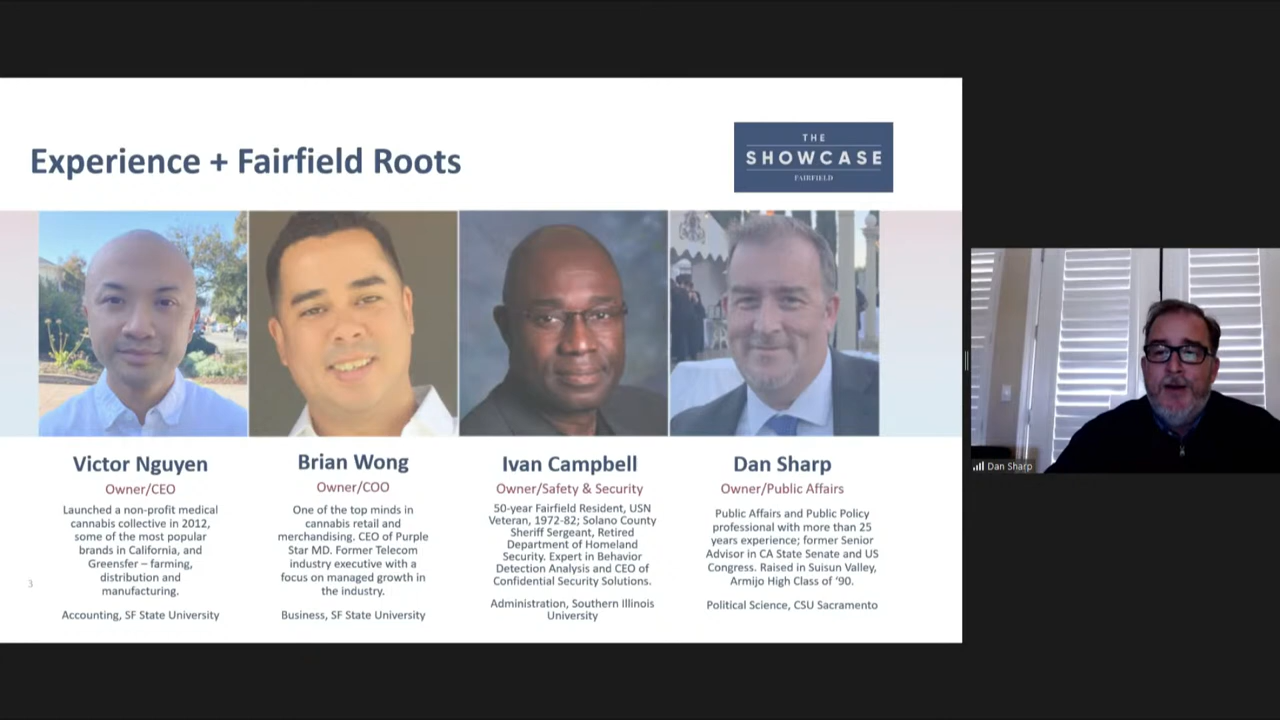 Experience + Fairfield Roots
THE
SHOWCASE
FAIRFIELD
Victor Nguyen
Owner/CEO
Launched a non-profit medical
cannabis collective in 2012,
some of the most popular
brands in California, and
Greensfer – farming,
distribution and
manufacturing.
Accounting, SF State University
Brian Wong
Owner/COO
One of the top minds in
cannabis retail and
merchandising. CEO of Purple
Star MD. Former Telecom
industry executive with a
focus on managed growth in
the industry.
Business, SF State University
Ivan Campbell
Owner/Safety & Security
50-year Fairfield Resident, USN
Veteran, 1972-82; Solano County
Sheriff Sergeant, Retired
Department of Homeland
Security. Expert in Behavior
Detection Analysis and CEO of
Confidential Security Solutions.
Administration, Southern Illinois
University
Dan Sharp
Owner/Public Affairs
Public Affairs and Public Policy
professional with more than 25
years experience; former Senior
Advisor in CA State Senate and US
Congress. Raised in Suisun Valley,
Armijo High Class of ‘90.
Political Science, CSU Sacramento
3
Dan Sharp